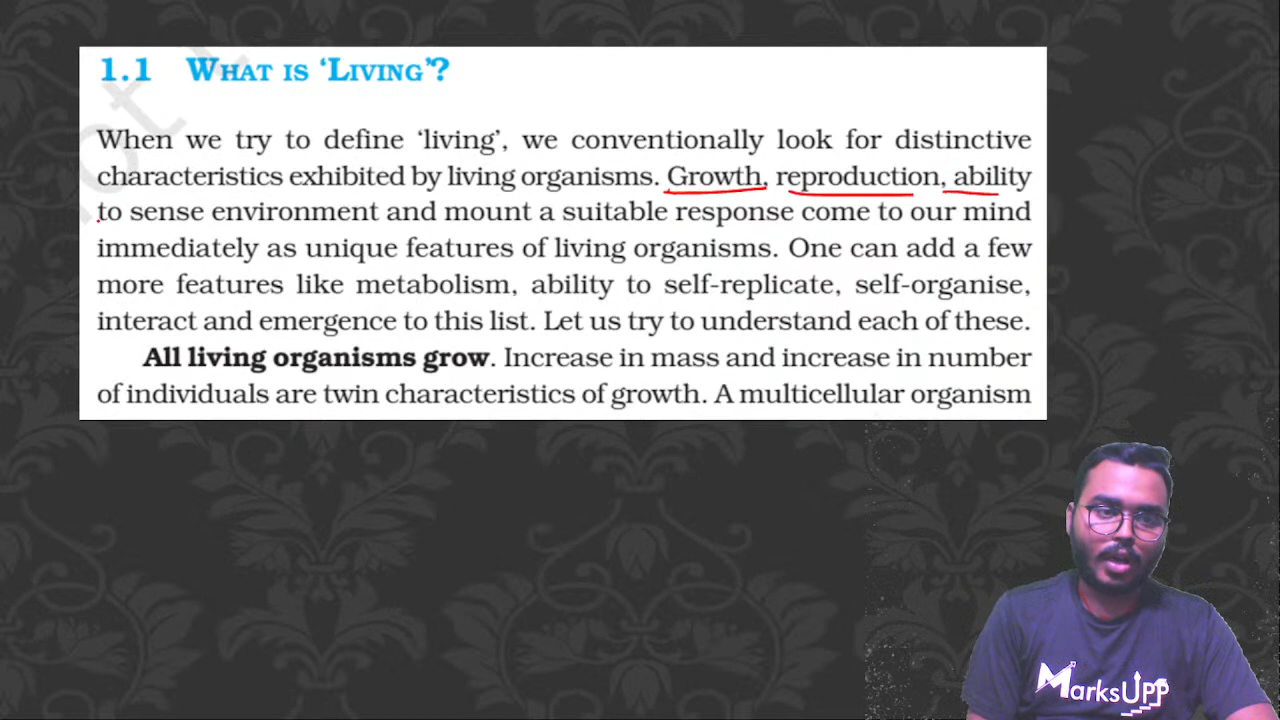 1.1 WHAT IS ‘LIVING’?
When we try to define ‘living’, we conventionally look for distinctive
characteristics exhibited by living organisms. Growth, reproduction, ability
to sense environment and mount a suitable response come to our mind
immediately as unique features of living organisms. One can add a few
more features like metabolism, ability to self-replicate, self-organise,
interact and emergence to this list. Let us try to understand each of these.
All living organisms grow. Increase in mass and increase in number
of individuals are twin characteristics of growth. A multicellular organism
MarksUpp